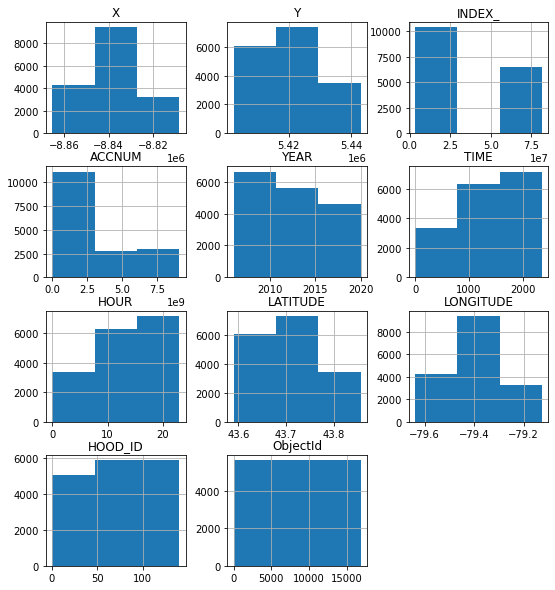 X Y INDEX_
8000 6000 4000 2000 0
−8.86 −8.84 −8.82
1e6
6000 4000 2000 0
5.42 5.44
1e6
10000 7500 5000 2500 0
0.0 2.5 5.0 7.5
1e7
ACCNUM YEAR TIME
10000 7500 5000 2500 0
0.0 2.5 5.0 7.5
1e9
6000 4000 2000 0
2010 2015 2020
6000 4000 2000 0
0 1000 2000
HOUR LATITUDE LONGITUDE
6000 4000 2000 0
0 10 20
6000 4000 2000 0
43.6 43.7 43.8
8000 6000 4000 2000 0
−79.6 −79.4 −79.2
HOOD_ID ObjectId
6000 4000 2000 0
0 50 100
4000 2000 0
0 5000 10000 15000